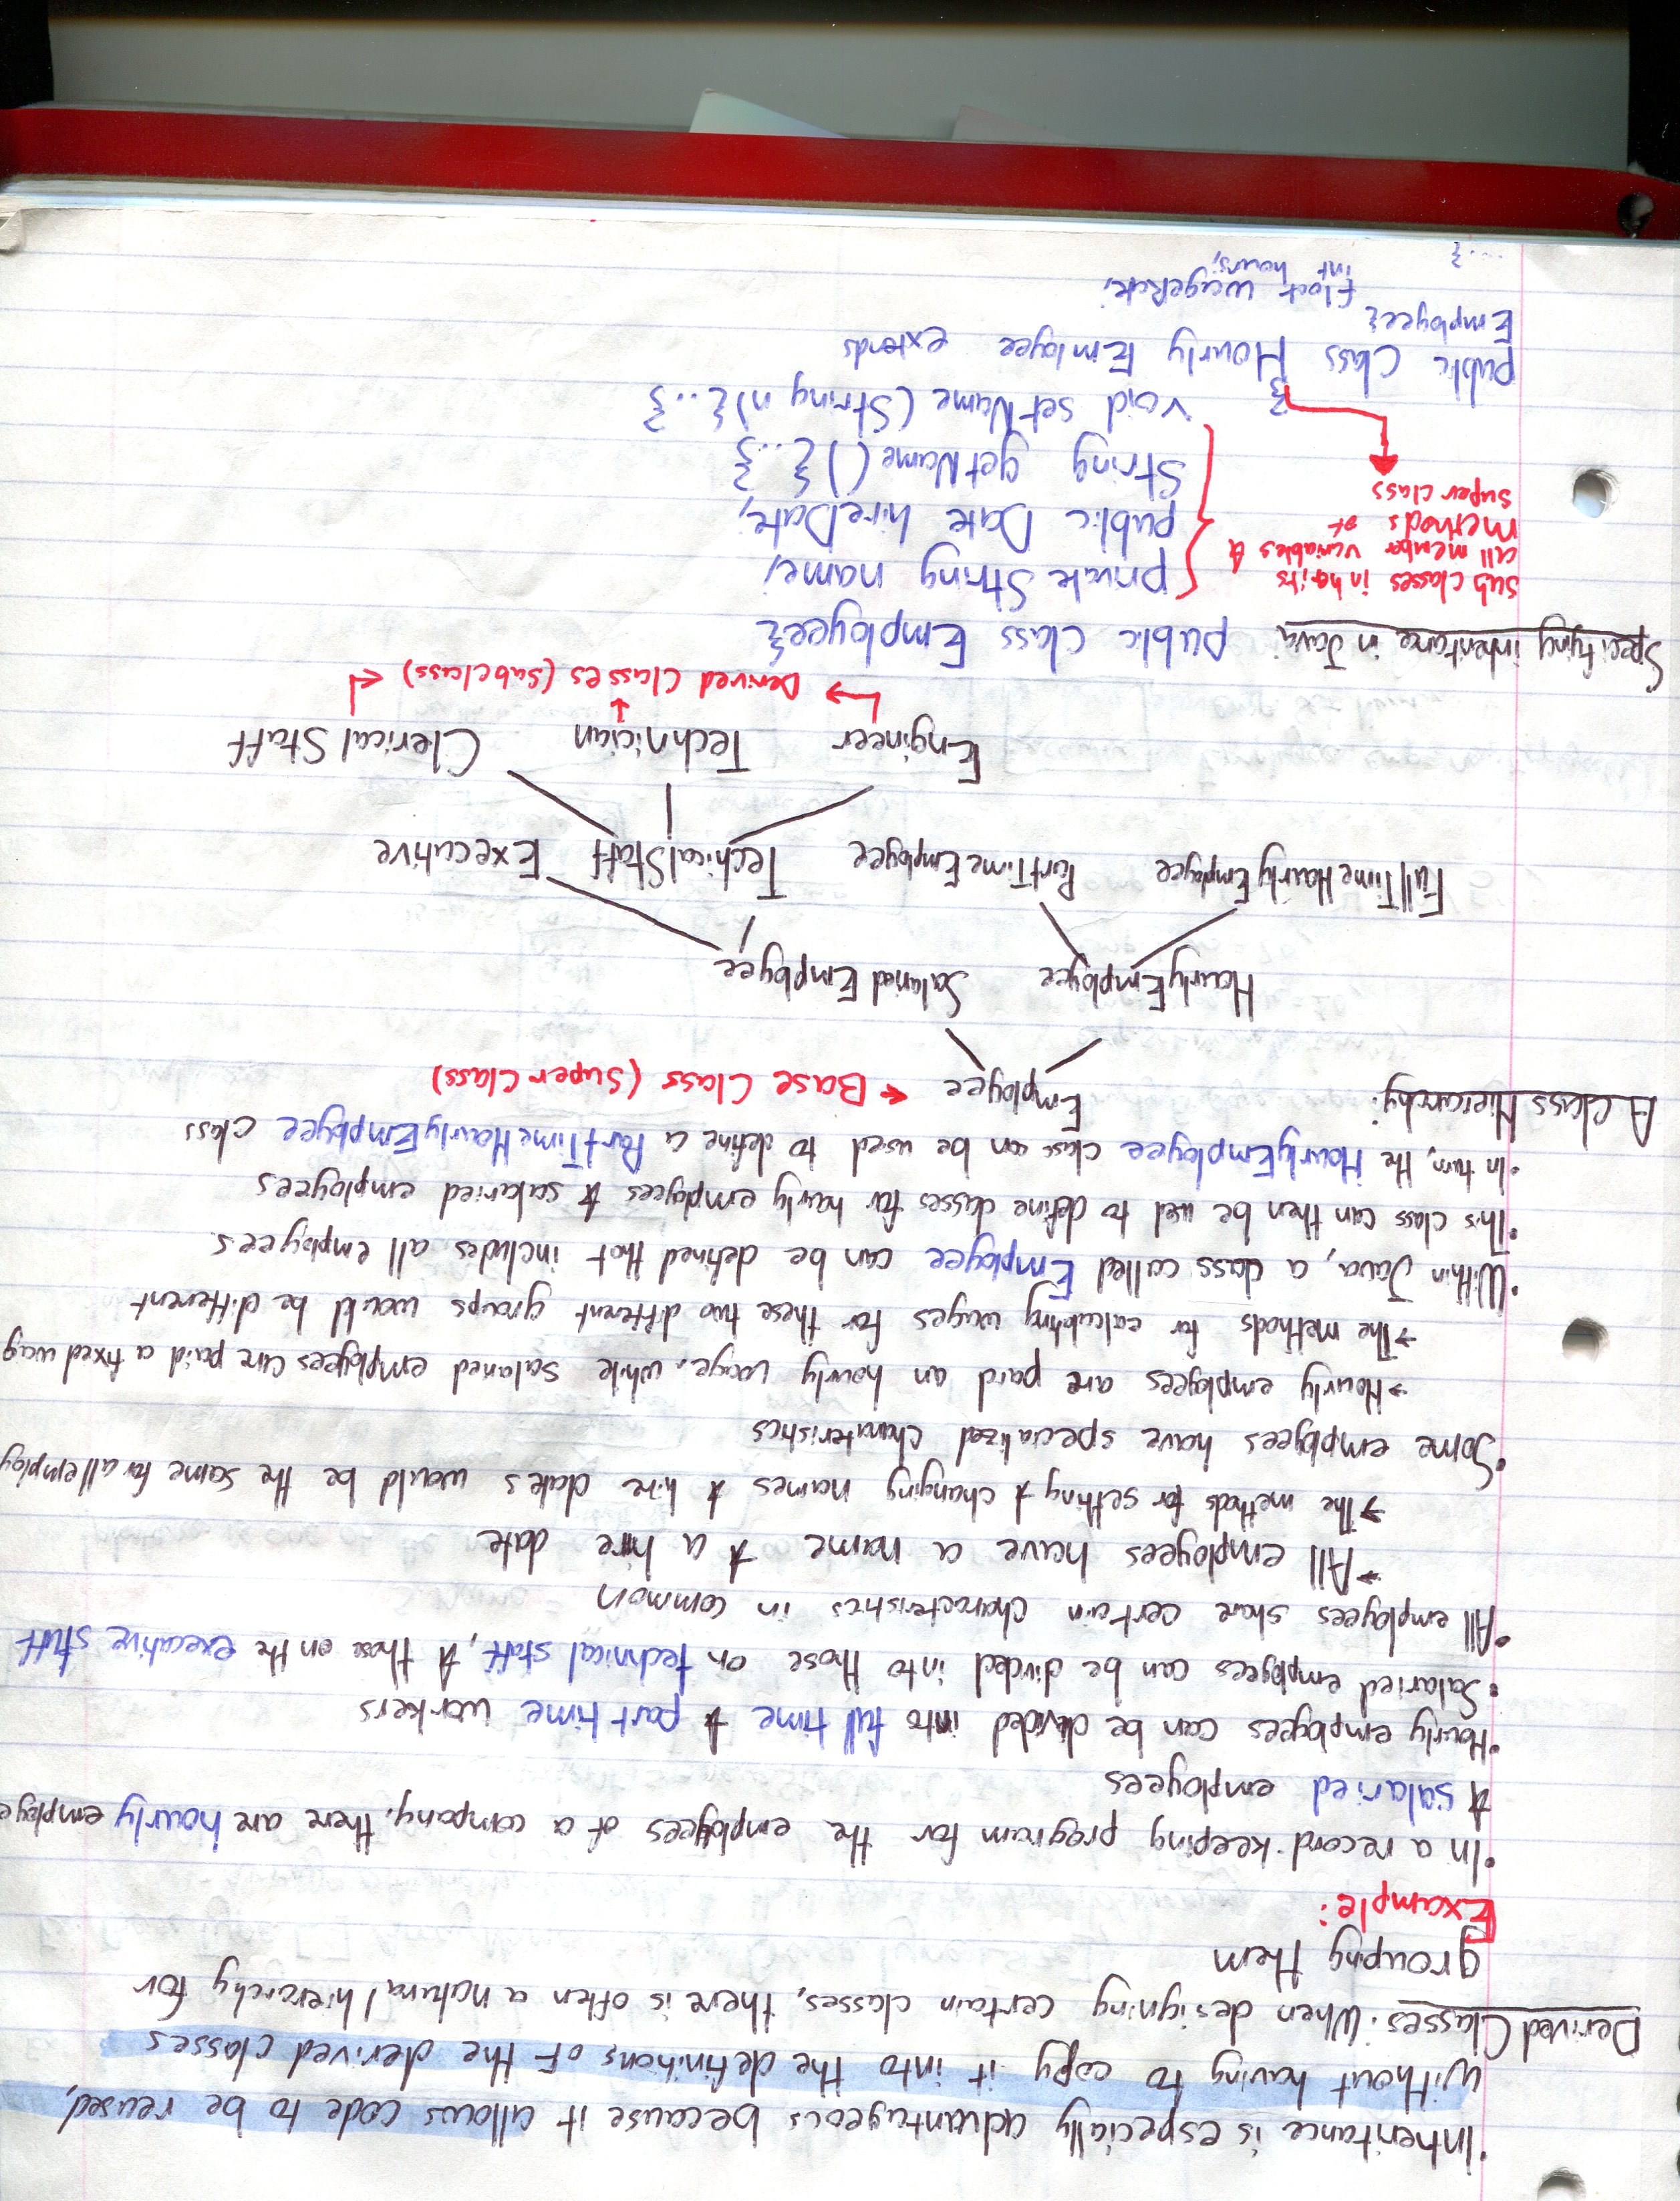 •Inheritance is especially advantageous because it allows code to be reused,
without having to copy it into the definitions of the derived classes
Derived Classes: When designing certain classes, there is often a natural hierarchy for
grouping them
Example:
•In a record-keeping program for the employees of a company, there are hourly employe
& salaried employees
•Hourly employees can be divided into full time & part time workers
•Salaried employees can be divided into those on technical staff, & those on the executive staff
•All employees share certain characteristics in common
→All employees have a name & a hire date
→The methods for setting & changing names & hire dates would be the same for all employ
•Some employees have specialized characteristics
→Hourly employees are paid an hourly wage, while salaried employees are paid a fixed wag
→The methods for calculating wages for these two different groups would be different
•Within Java, a class called Employee can be defined that includes all employees
•This class can then be used to define classes for hourly employees & salaried employees
•In turn, the HourlyEmployee class can be used to define a PartTimeHourlyEmployee class
A Class Hierarchy:
Employee ← Base Class (Super Class)
HourlyEmployee SalariedEmployee
FullTimeHourlyEmployee PartTimeEmployee TechicalStaff Executive
Engineer Technician ClericalStaff
→ Derived Classes (subclass) ←
Specifying inheritance in Java: public class Employee{
private String name;
public Date hireDate;
String getName(){...}
void setName(String n){...}
}
sub classes inherits
all member variables &
methods of
super class
public class Hourly Emloyee extends
Employee{
float wageRate;
int hours;
...}